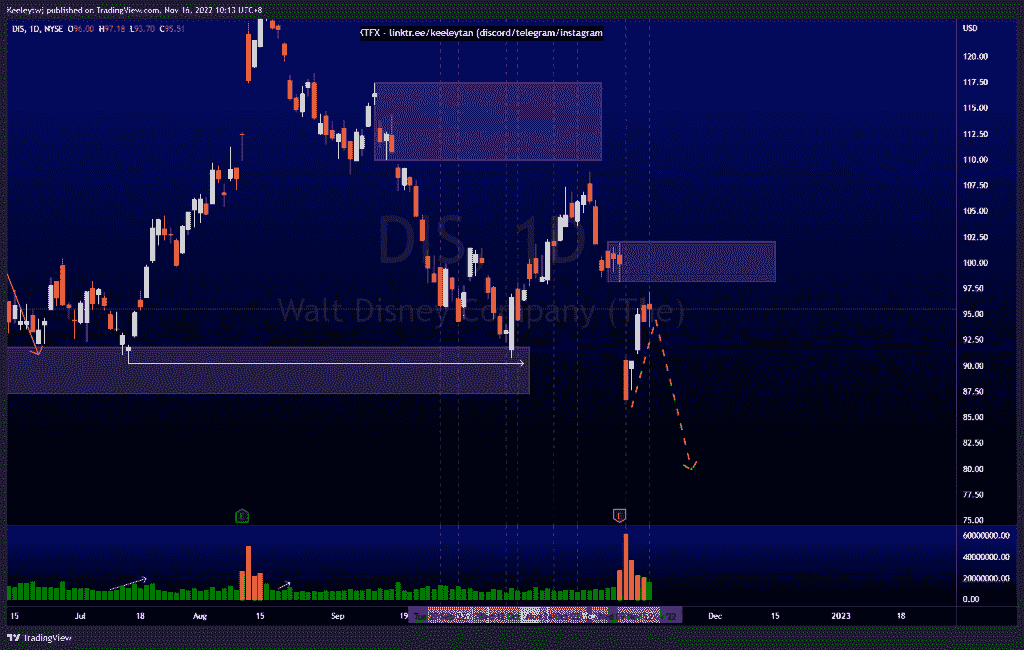 Keeleytwj published on TradingView.com, Nov 16, 2022 10:13 UTC+8
DIS, 1D, NYSE O96.00 H97.18 L93.70 C95.51
KTFX - linktr.ee/keeleytan (discord/telegram/instagram
USD
120.00
117.50
115.00
112.50
110.00
107.50
105.00
102.50
100.00
97.50
95.00
92.50
90.00
87.50
85.00
82.50
80.00
77.50
75.00
DIS, 1D
Walt Disney Company (The)
E
E
60000000.00
40000000.00
20000000.00
0.00
15 Jul 18 Aug 15 Sep 19 Dec 15 2023 18
TradingView